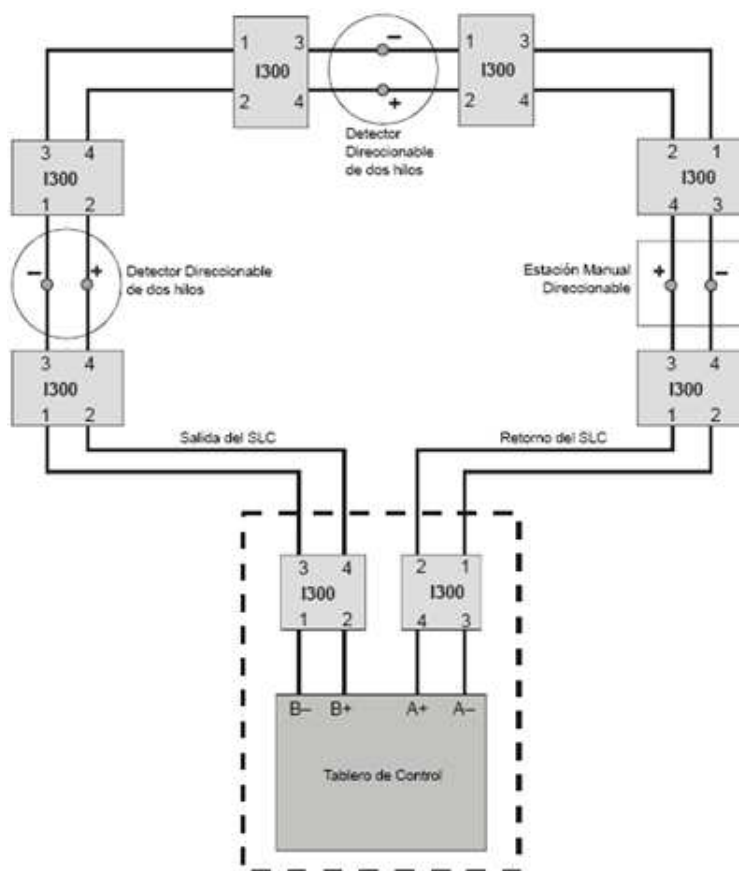 1 3
I300
2 4
−
+
1 3
I300
2 4
Detector
Direccionable
de dos hilos
3 4
I300
1 2
2 1
I300
4 3
− +
Detector Direccionable
de dos hilos
Estación Manual
Direccionable
+ −
3 4
I300
1 2
3 4
I300
1 2
Salida del SLC
Retorno del SLC
3 4
I300
1 2
2 1
I300
4 3
B− B+ A+ A−
Tablero de Control